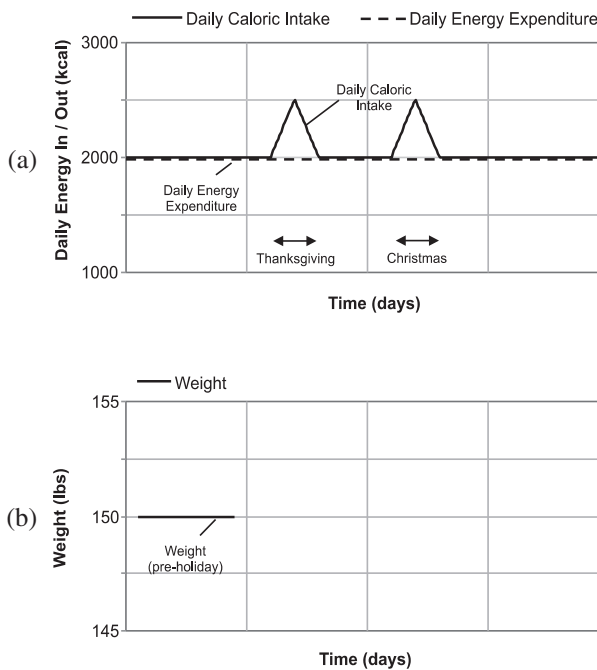 Daily Caloric Intake Daily Energy Expenditure
3000
Daily Caloric
Intake
(a)
Daily Energy In / Out (kcal)
2000
Daily Energy
Expenditure
Thanksgiving Christmas
1000
Time (days)
Weight
155
(b)
Weight (lbs)
150
Weight
(pre-holiday)
145
Time (days)